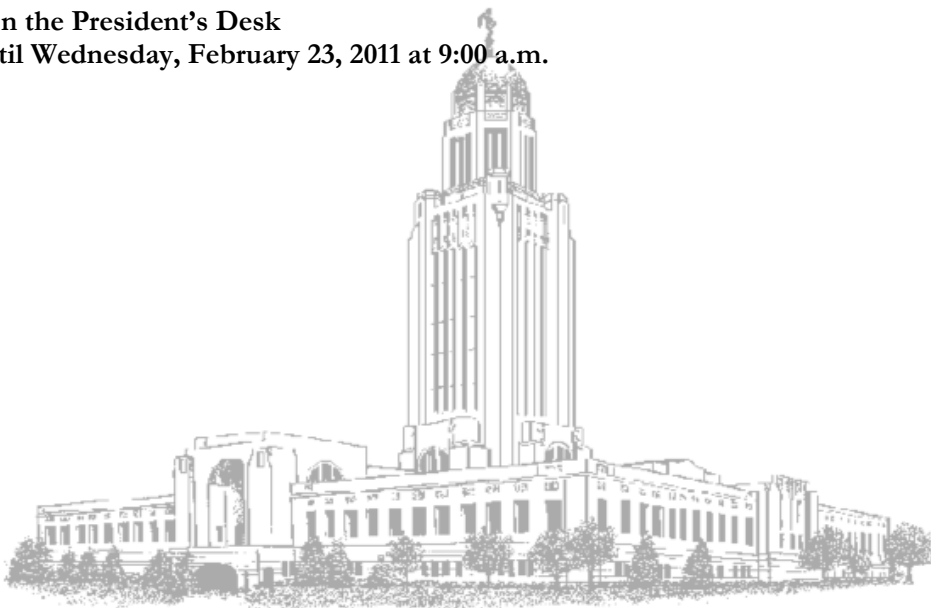 n the President’s Desk
til Wednesday, February 23, 2011 at 9:00 a.m.